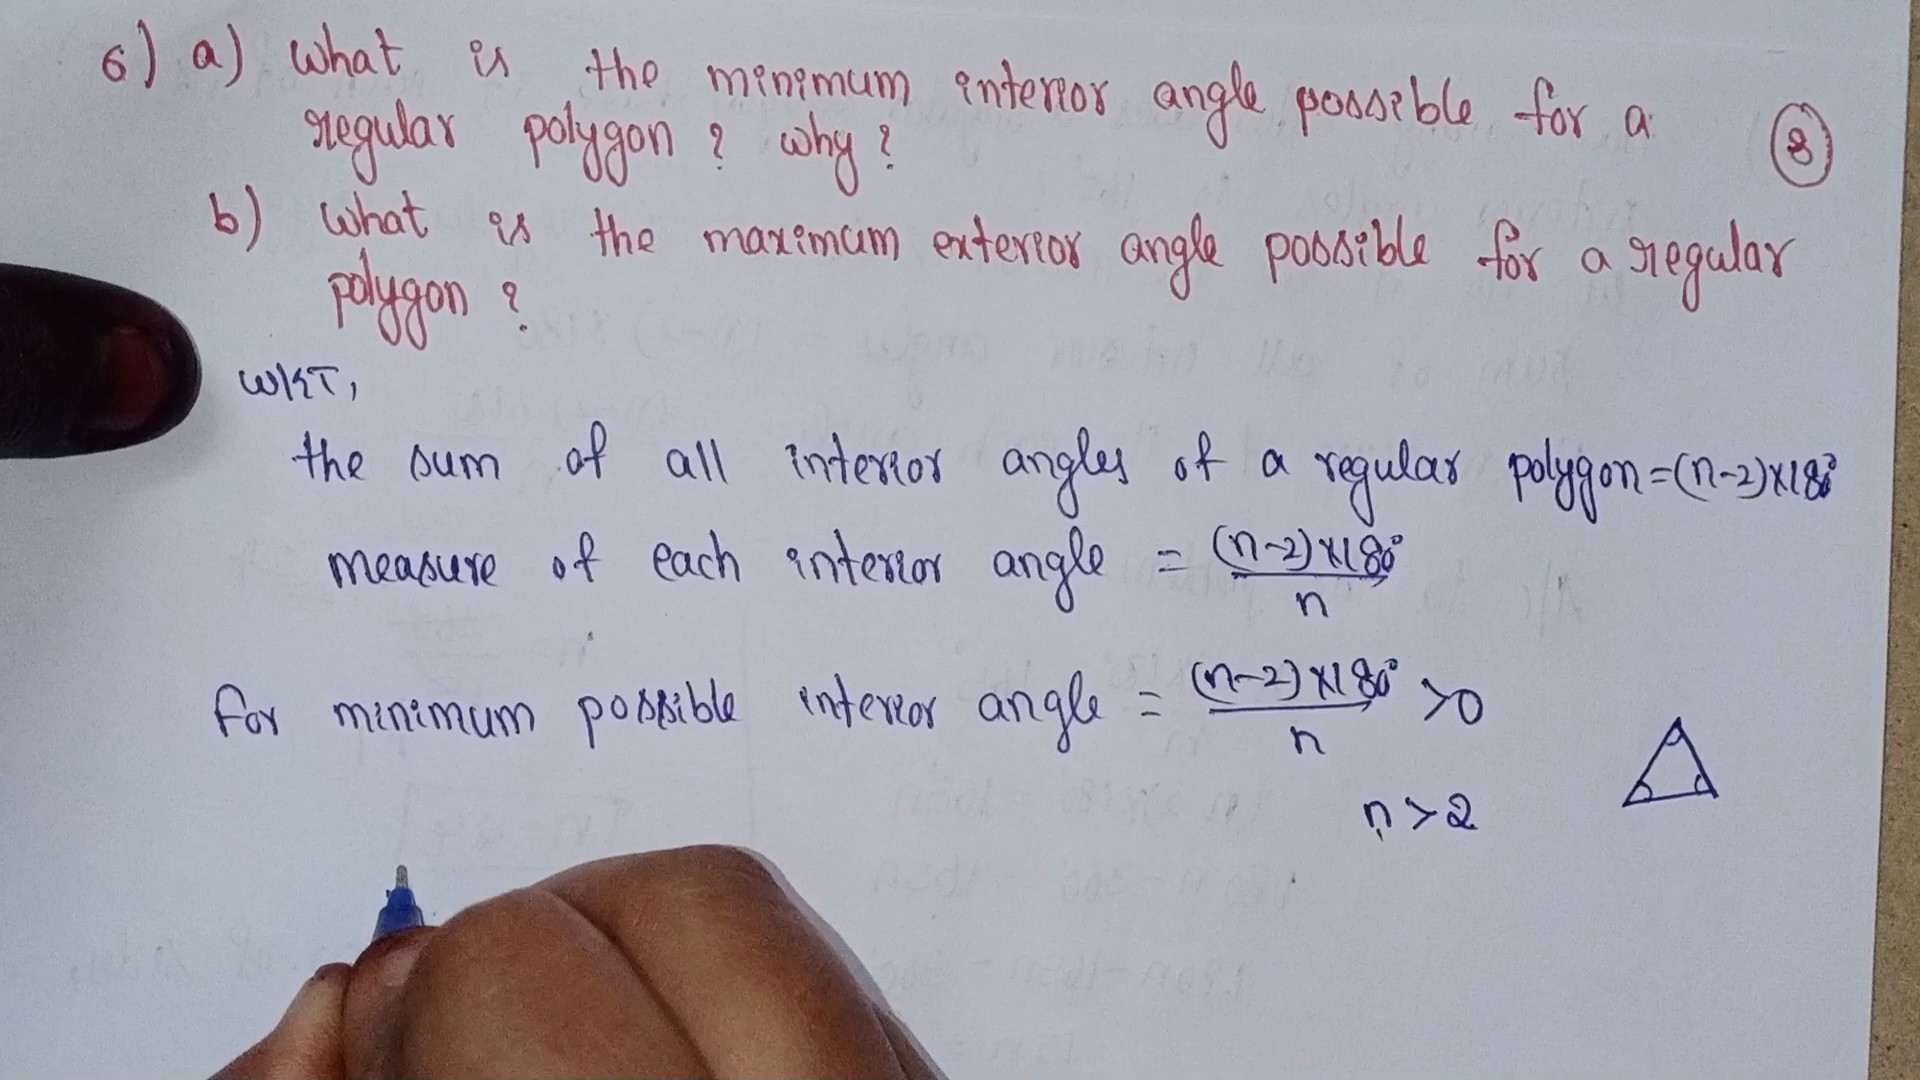 6) a) What is the minimum interior angle possible for a
regular polygon ? why ?
8
b) What is the maximum exterior angle possible for a regular
polygon ?
WKT,
the sum of all interior angles of a regular polygon = (n-2)×180°
measure of each interior angle = (n-2)×180°
n
for minimum possible interior angle = (n-2)×180° >0
n
n > 2